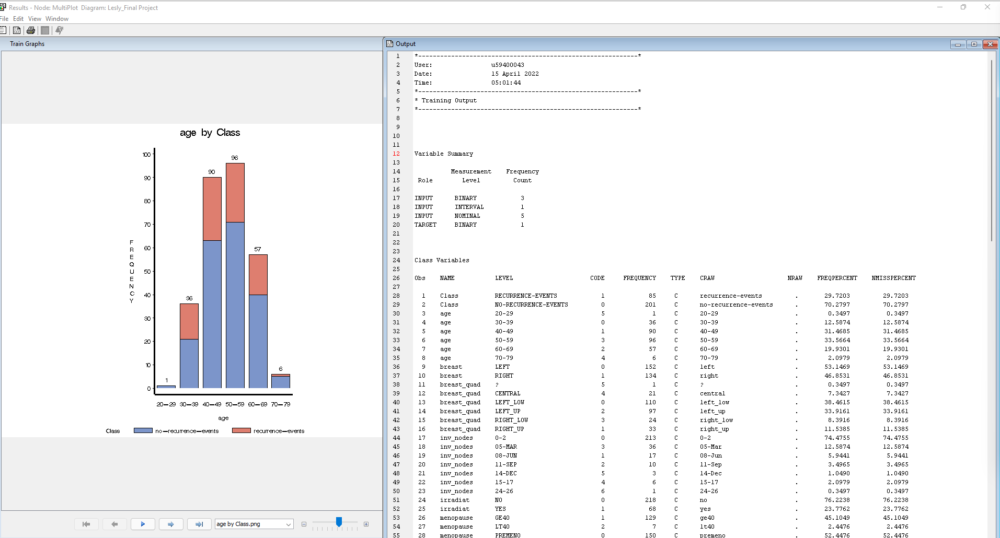 Results - Node: MultiPlot  Diagram: Lesly_Final Project
File  Edit  View  Window
Train Graphs
age by Class
100
90
80
70
60
50
40
30
20
10
0
FREQUENCY
1
36
90
96
57
6
20-29  30-39  40-49  50-59  60-69  70-79
age
Class  no-recurrence-events  recurrence-events
age by Class.png
Output
1  *------------------------------------------------------------*
2  User:  u59400043
3  Date:  15 April 2022
4  Time:  05:01:44
5  *------------------------------------------------------------*
6  * Training Output
7  *------------------------------------------------------------*
8
9
10
11
12  Variable Summary
13
14  Measurement  Frequency
15  Role  Level  Count
16
17  INPUT  BINARY  3
18  INPUT  INTERVAL  1
19  INPUT  NOMINAL  5
20  TARGET  BINARY  1
21
22
23
24  Class Variables
25
26  Obs  NAME  LEVEL  CODE  FREQUENCY  TYPE  CRAW  NRAW  FREQPERCENT  NMISSPERCENT
27
28  1  Class  RECURRENCE-EVENTS  1  85  C  recurrence-events  .  29.7203  29.7203
29  2  Class  NO-RECURRENCE-EVENTS  0  201  C  no-recurrence-events  .  70.2797  70.2797
30  3  age  20-29  5  1  C  20-29  .  0.3497  0.3497
31  4  age  30-39  0  36  C  30-39  .  12.5874  12.5874
32  5  age  40-49  1  90  C  40-49  .  31.4685  31.4685
33  6  age  50-59  3  96  C  50-59  .  33.5664  33.5664
34  7  age  60-69  2  57  C  60-69  .  19.9301  19.9301
35  8  age  70-79  4  6  C  70-79  .  2.0979  2.0979
36  9  breast  LEFT  0  152  C  left  .  53.1469  53.1469
37  10  breast  RIGHT  1  134  C  right  .  46.8531  46.8531
38  11  breast_quad  ?  5  1  C  ?  .  0.3497  0.3497
39  12  breast_quad  CENTRAL  4  21  C  central  .  7.3427  7.3427
40  13  breast_quad  LEFT_LOW  0  110  C  left_low  .  38.4615  38.4615
41  14  breast_quad  LEFT_UP  2  97  C  left_up  .  33.9161  33.9161
42  15  breast_quad  RIGHT_LOW  3  24  C  right_low  .  8.3916  8.3916
43  16  breast_quad  RIGHT_UP  1  33  C  right_up  .  11.5385  11.5385
44  17  inv_nodes  0-2  0  213  C  0-2  .  74.4755  74.4755
45  18  inv_nodes  05-MAR  3  36  C  05-Mar  .  12.5874  12.5874
46  19  inv_nodes  08-JUN  1  17  C  08-Jun  .  5.9441  5.9441
47  20  inv_nodes  11-SEP  2  10  C  11-Sep  .  3.4965  3.4965
48  21  inv_nodes  14-DEC  5  3  C  14-Dec  .  1.0490  1.0490
49  22  inv_nodes  15-17  4  6  C  15-17  .  2.0979  2.0979
50  23  inv_nodes  24-26  6  1  C  24-26  .  0.3497  0.3497
51  24  irradiat  NO  0  218  C  no  .  76.2238  76.2238
52  25  irradiat  YES  1  68  C  yes  .  23.7762  23.7762
53  26  menopause  GE40  1  129  C  ge40  .  45.1049  45.1049
54  27  menopause  LT40  2  7  C  lt40  .  2.4476  2.4476
55  28  menopause  PREMENO  0  150  C  premeno  .  52.4476  52.4476